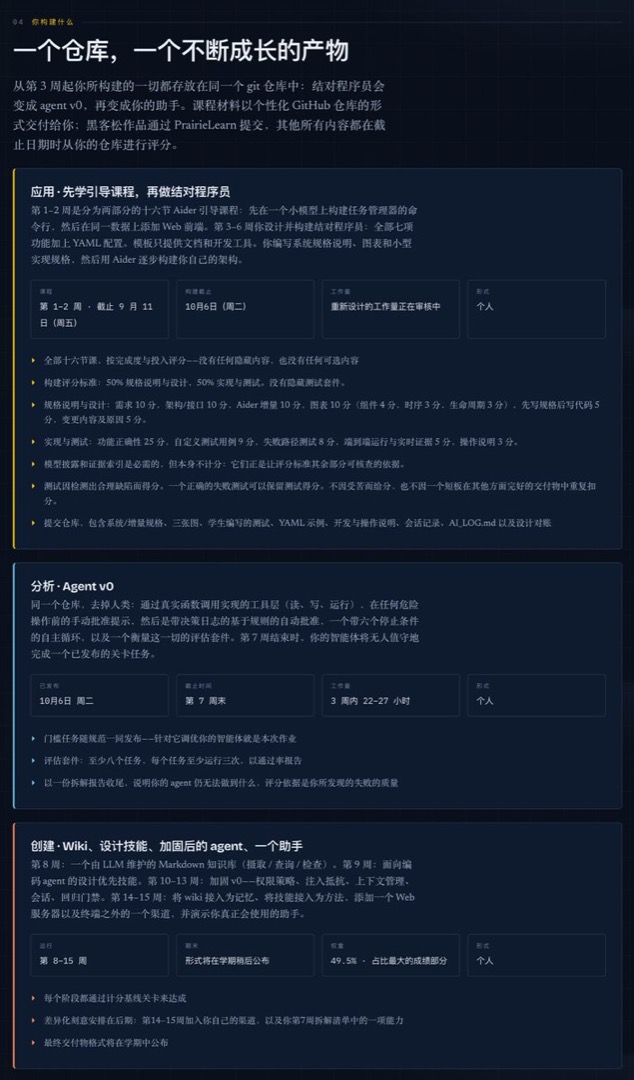 04 你构建什么
一个仓库，一个不断成长的产物
从第 3 周起你所构建的一切都存放在同一个 git 仓库中：结对程序员会
变成 agent v0，再变成你的助手。课程材料以个性化 GitHub 仓库的形
式交付给你；黑客松作品通过 PrairieLearn 提交，其他所有内容都在截
止日期时从你的仓库进行评分。
应用 · 先学引导课程，再做结对程序员
第 1–2 周是分为两部分的十六节 Aider 引导课程：先在一个小模型上构建任务管理器的命
令行，然后在同一数据上添加 Web 前端。第 3–6 周你设计并构建结对程序员：全部七项
功能加上 YAML 配置。模板只提供文档和开发工具。你编写系统规格说明、图表和小型
实现规格，然后用 Aider 逐步构建你自己的架构。
课程
第 1–2 周 · 截止 9 月 11
日（周五）
构建截止
10月6日（周二）
工作量
重新设计的工作量正在审核中
形式
个人
全部十六节课，按完成度与投入评分——没有任何隐藏内容，也没有任何可选内容
构建评分标准：50% 规格说明与设计，50% 实现与测试。没有隐藏测试套件。
规格说明与设计：需求 10 分，架构/接口 10 分，Aider 增量 10 分，图表 10 分（组件 4 分，时序 3 分，生命周期 3 分），先写规格后写代码 5
分，变更内容及原因 5 分。
实现与测试：功能正确性 25 分，自定义测试用例 9 分，失败路径测试 8 分，端到端运行与实时证据 5 分，操作说明 3 分。
模型披露和证据索引是必需的，但本身不计分：它们正是让评分标准其余部分可核查的依据。
测试因检测出合理缺陷而得分。一个正确的失败测试可以保留测试得分。不因受苦而给分，也不因一个短板在其他方面完好的交付物中重复扣
分。
提交仓库，包含系统/增量规格、三张图、学生编写的测试、YAML 示例、开发与操作说明、会话记录、AI_LOG.md 以及设计对账
分析 · Agent v0
同一个仓库，去掉人类：通过真实函数调用实现的工具层（读、写、运行），在任何危险
操作前的手动批准提示，然后是带决策日志的基于规则的自动批准，一个带六个停止条件
的自主循环，以及一个衡量这一切的评估套件。第 7 周结束时，你的智能体将无人值守地
完成一个已发布的关卡任务。
已发布
10月6日 周二
截止时间
第 7 周末
工作量
3 周内 22–27 小时
形式
个人
门槛任务随规范一同发布——针对它调优你的智能体就是本次作业
评估套件：至少八个任务，每个任务至少运行三次，以通过率报告
以一份拆解报告收尾，说明你的 agent 仍无法做到什么，评分依据是你所发现的失败的质量
创建 · Wiki、设计技能、加固后的 agent、一个助手
第 8 周：一个由 LLM 维护的 Markdown 知识库（摄取 / 查询 / 检查）。第 9 周：面向编
码 agent 的设计优先技能。第 10–13 周：加固 v0——权限策略、注入抵抗、上下文管理、
会话、回归门禁。第 14–15 周：将 wiki 接入为记忆、将技能接入为方法，添加一个 Web
服务器以及终端之外的一个渠道，并演示你真正会使用的助手。
运行
第 8–15 周
期末
形式将在学期稍后公布
权重
49.5% · 占比最大的成绩部分
形式
个人
每个阶段都通过计分基线关卡来达成
差异化刻意安排在后期：第14–15周加入你自己的渠道，以及你第7周拆解清单中的一项能力
最终交付物格式将在学期中公布